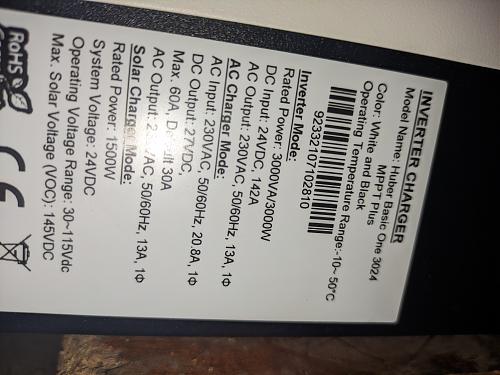 INVERTER CHARGER
Model Name: Huber Basic One 3024
MPPT Plus
Color: White and Black
Operating Temperature Range:-10~ 50°C
92332107102810
Inverter Mode:
Rated Power: 3000VA/3000W
DC Input: 24VDC, 142A
AC Output: 230VAC, 50/60Hz, 13A, 1Φ
AC Charger Mode:
AC Input: 230VAC, 50/60Hz, 20.8A, 1Φ
DC Output: 27VDC,
Max. 60A, 30A
AC Output: 50/60Hz, 13A, 1Φ
Solar Charger Mode:
Rated Power: 1500W
System Voltage: 24VDC
Operating Voltage Range: 30~115Vdc
Max. Solar Voltage (VOC): 145VDC
RoHS
CE